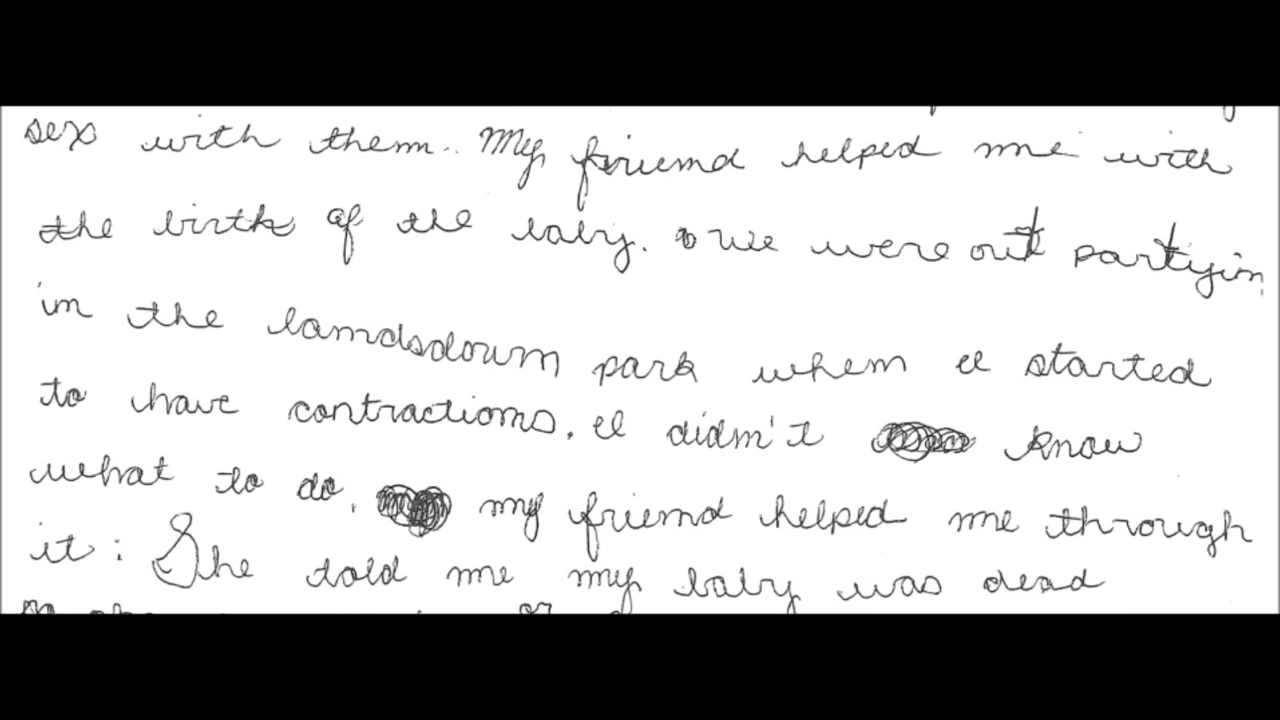 sex with them.. My friend helped me with
the birth of the baby. We were out partyin
in the landsdown park when I started
to have contractions. I didn't know
what to do. my friend helped me through
it: She told me my baby was dead